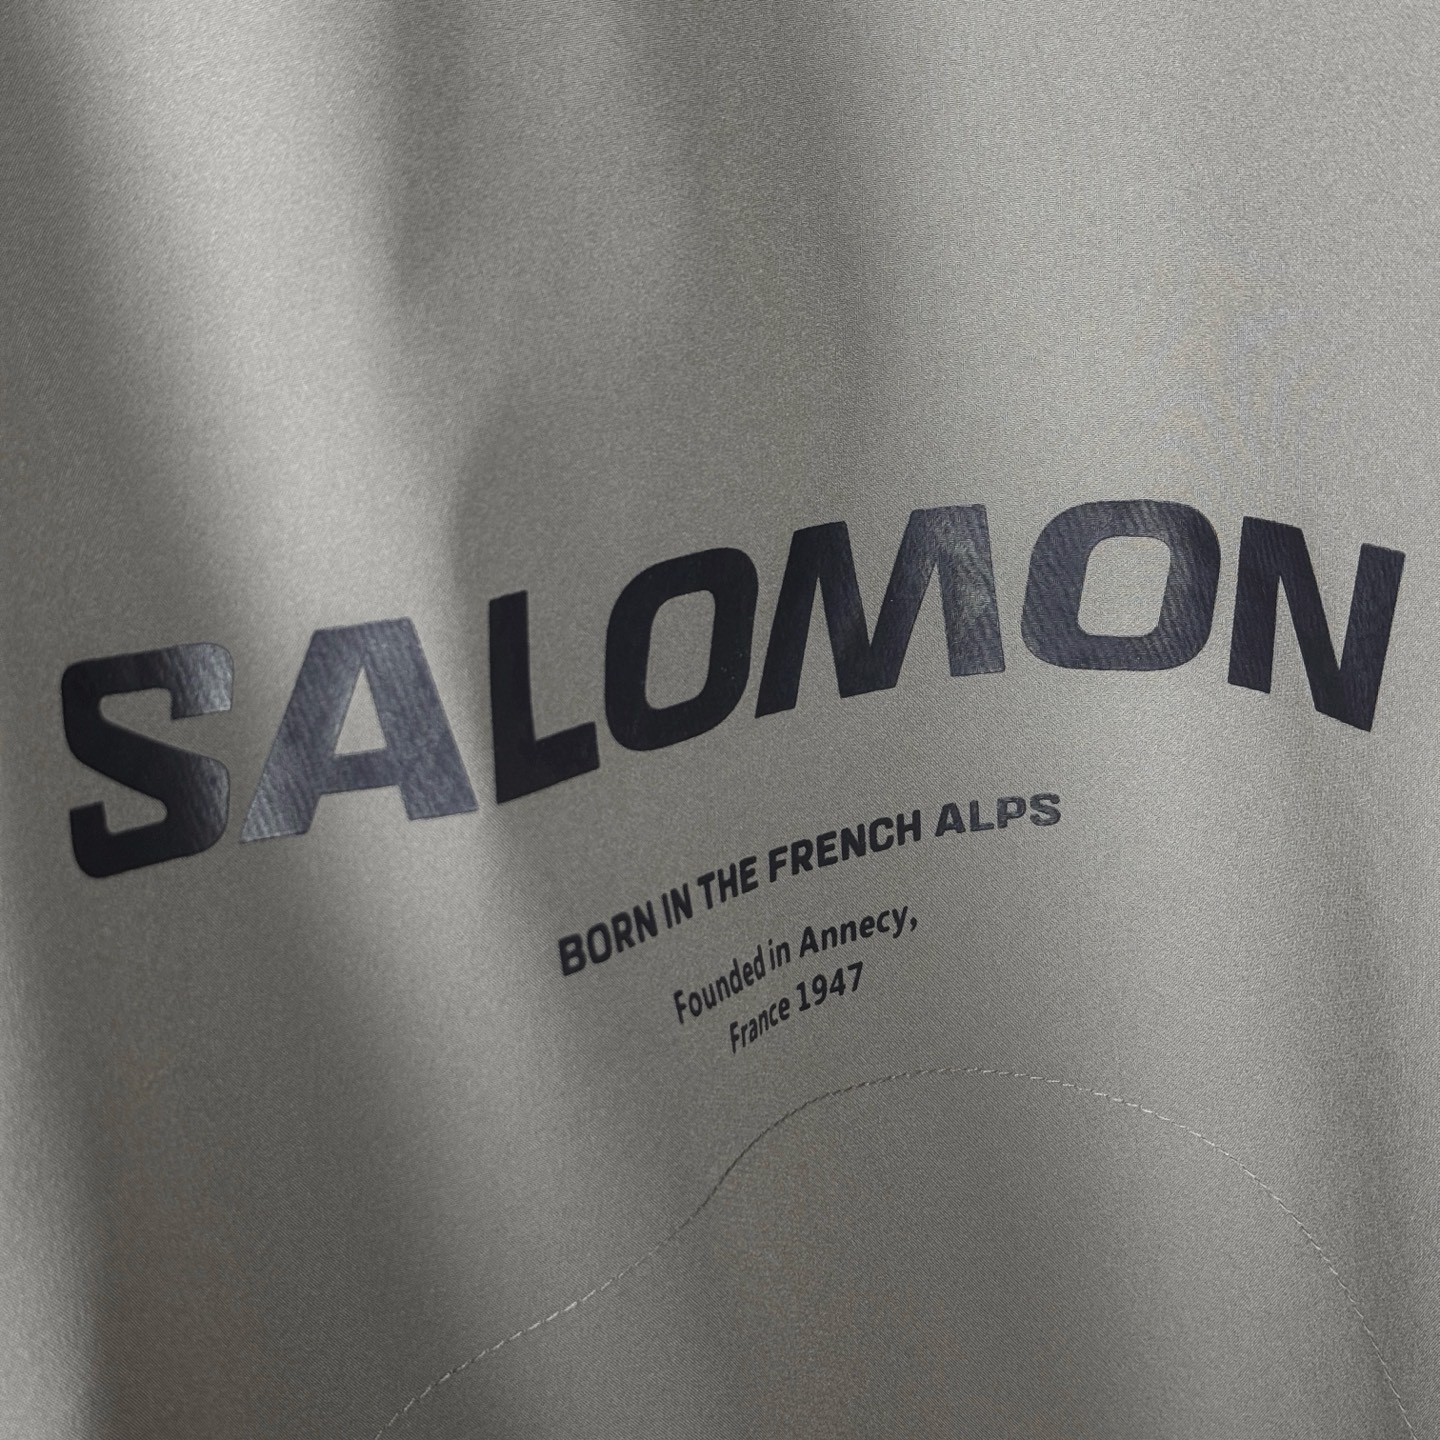 SALOMON
BORN IN THE FRENCH ALPS
Founded in Annecy,
France 1947